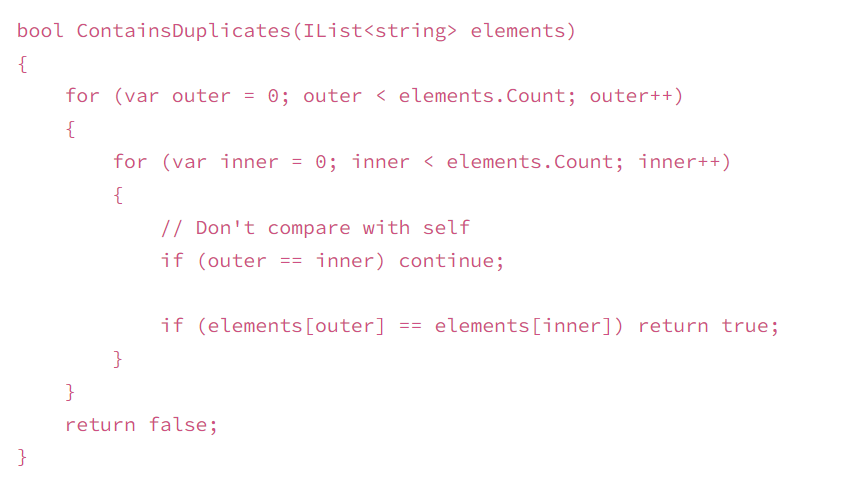 bool ContainsDuplicates(IList<string> elements)
{
    for (var outer = 0; outer < elements.Count; outer++)
    {
        for (var inner = 0; inner < elements.Count; inner++)
        {
            // Don't compare with self
            if (outer == inner) continue;

            if (elements[outer] == elements[inner]) return true;
        }
    }
    return false;
}